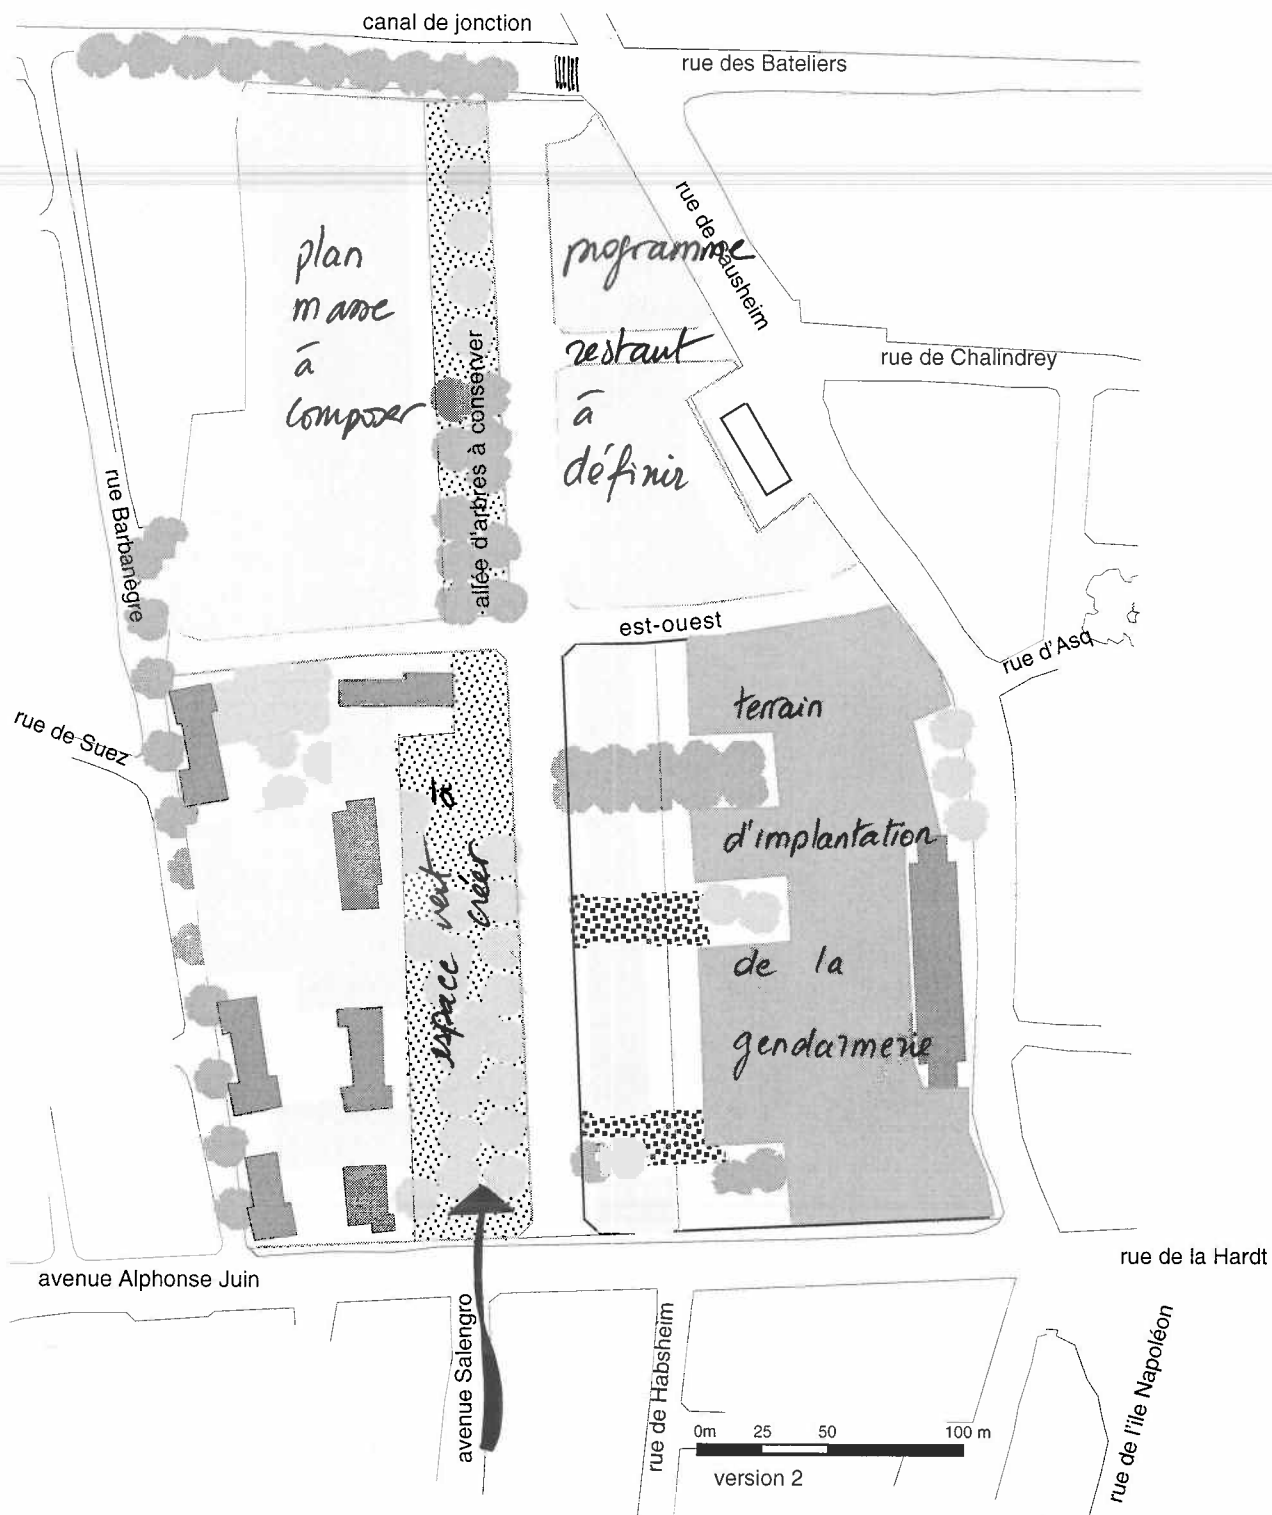 canal de jonction
rue des Bateliers
rue de Bausheim
plan
masse
à
composer
programme
restant
à
définir
allée d'arbres à conserver
rue de Chalindrey
rue Barbanègre
est-ouest
rue d'Asq
rue de Suez
terrain
d'implantation
de la
gendarmerie
espace vert à
créer
rue de la Hardt
avenue Alphonse Juin
avenue Salengro
rue de Habsheim
rue de l'île Napoléon
0m 25 50 100 m
version 2